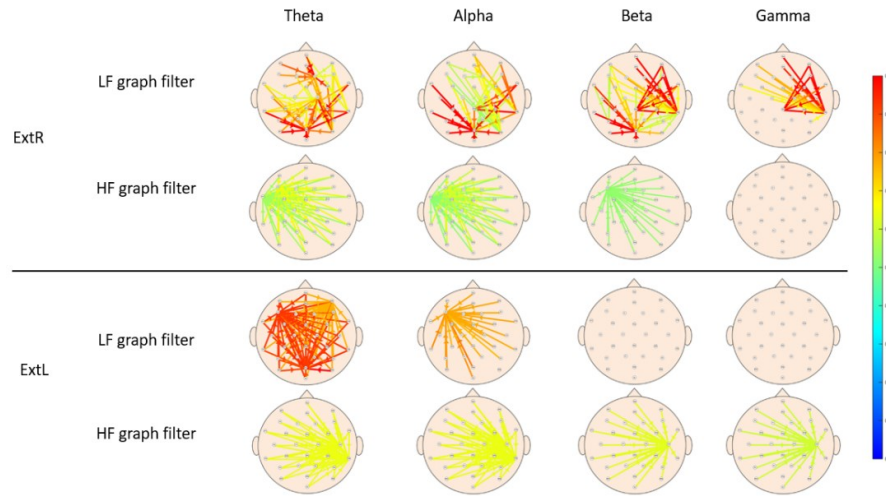 Theta Alpha Beta Gamma
LF graph filter
ExtR
HF graph filter
LF graph filter
ExtL
HF graph filter